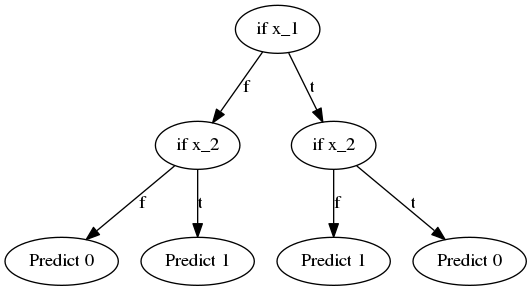 if x_1
f
t
if x_2
if x_2
f
t
f
t
Predict 0
Predict 1
Predict 1
Predict 0